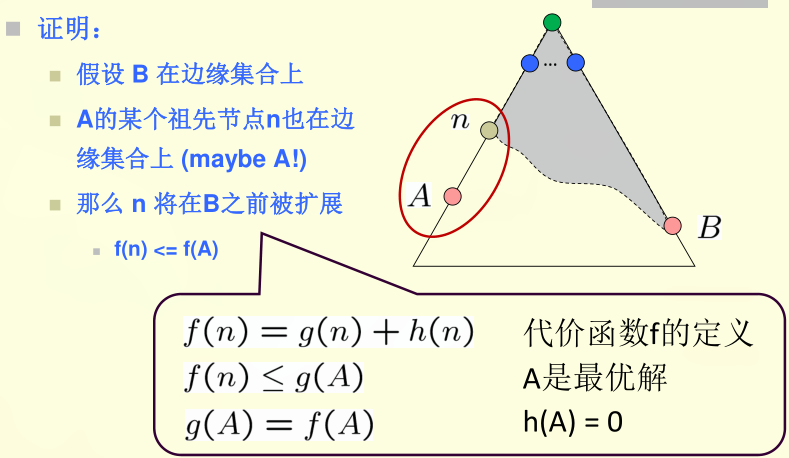 证明：
假设 B 在边缘集合上
A的某个祖先节点n也在边
缘集合上 (maybe A!)
那么 n 将在B之前被扩展
f(n) <= f(A)
...
n
A
B
f(n) = g(n) + h(n) 代价函数f的定义
f(n) ≤ g(A) A是最优解
g(A) = f(A) h(A) = 0